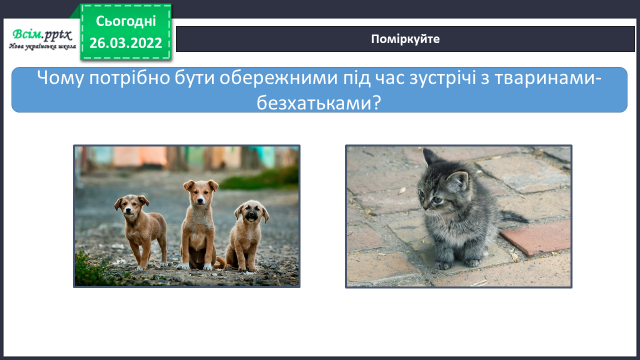 Всім.pptx
Нова українська школа
Сьогодні
26.03.2022
Поміркуйте
Чому потрібно бути обережними під час зустрічі з тваринами-
безхатьками?